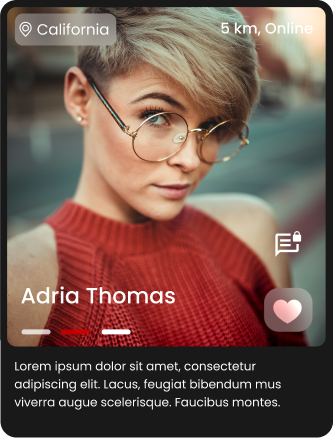 California
5 km, Online
Adria Thomas
Lorem ipsum dolor sit amet, consectetur
adipiscing elit. Lacus, feugiat bibendum mus
viverra augue scelerisque. Faucibus montes.